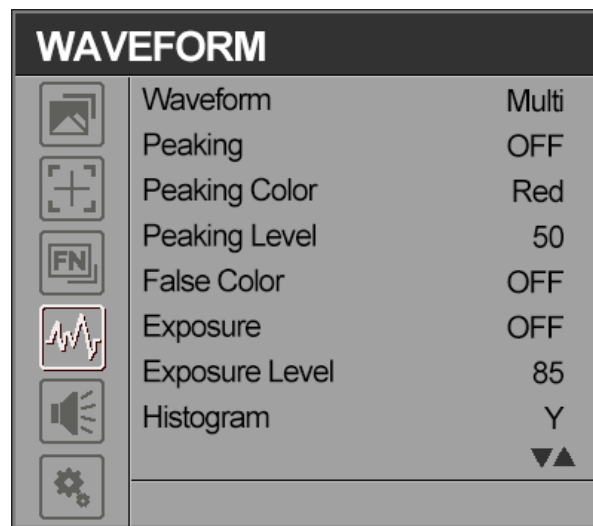 WAVEFORM
Waveform Multi
Peaking OFF
Peaking Color Red
Peaking Level 50
FN
False Color OFF
Exposure OFF
Exposure Level 85
Histogram Y